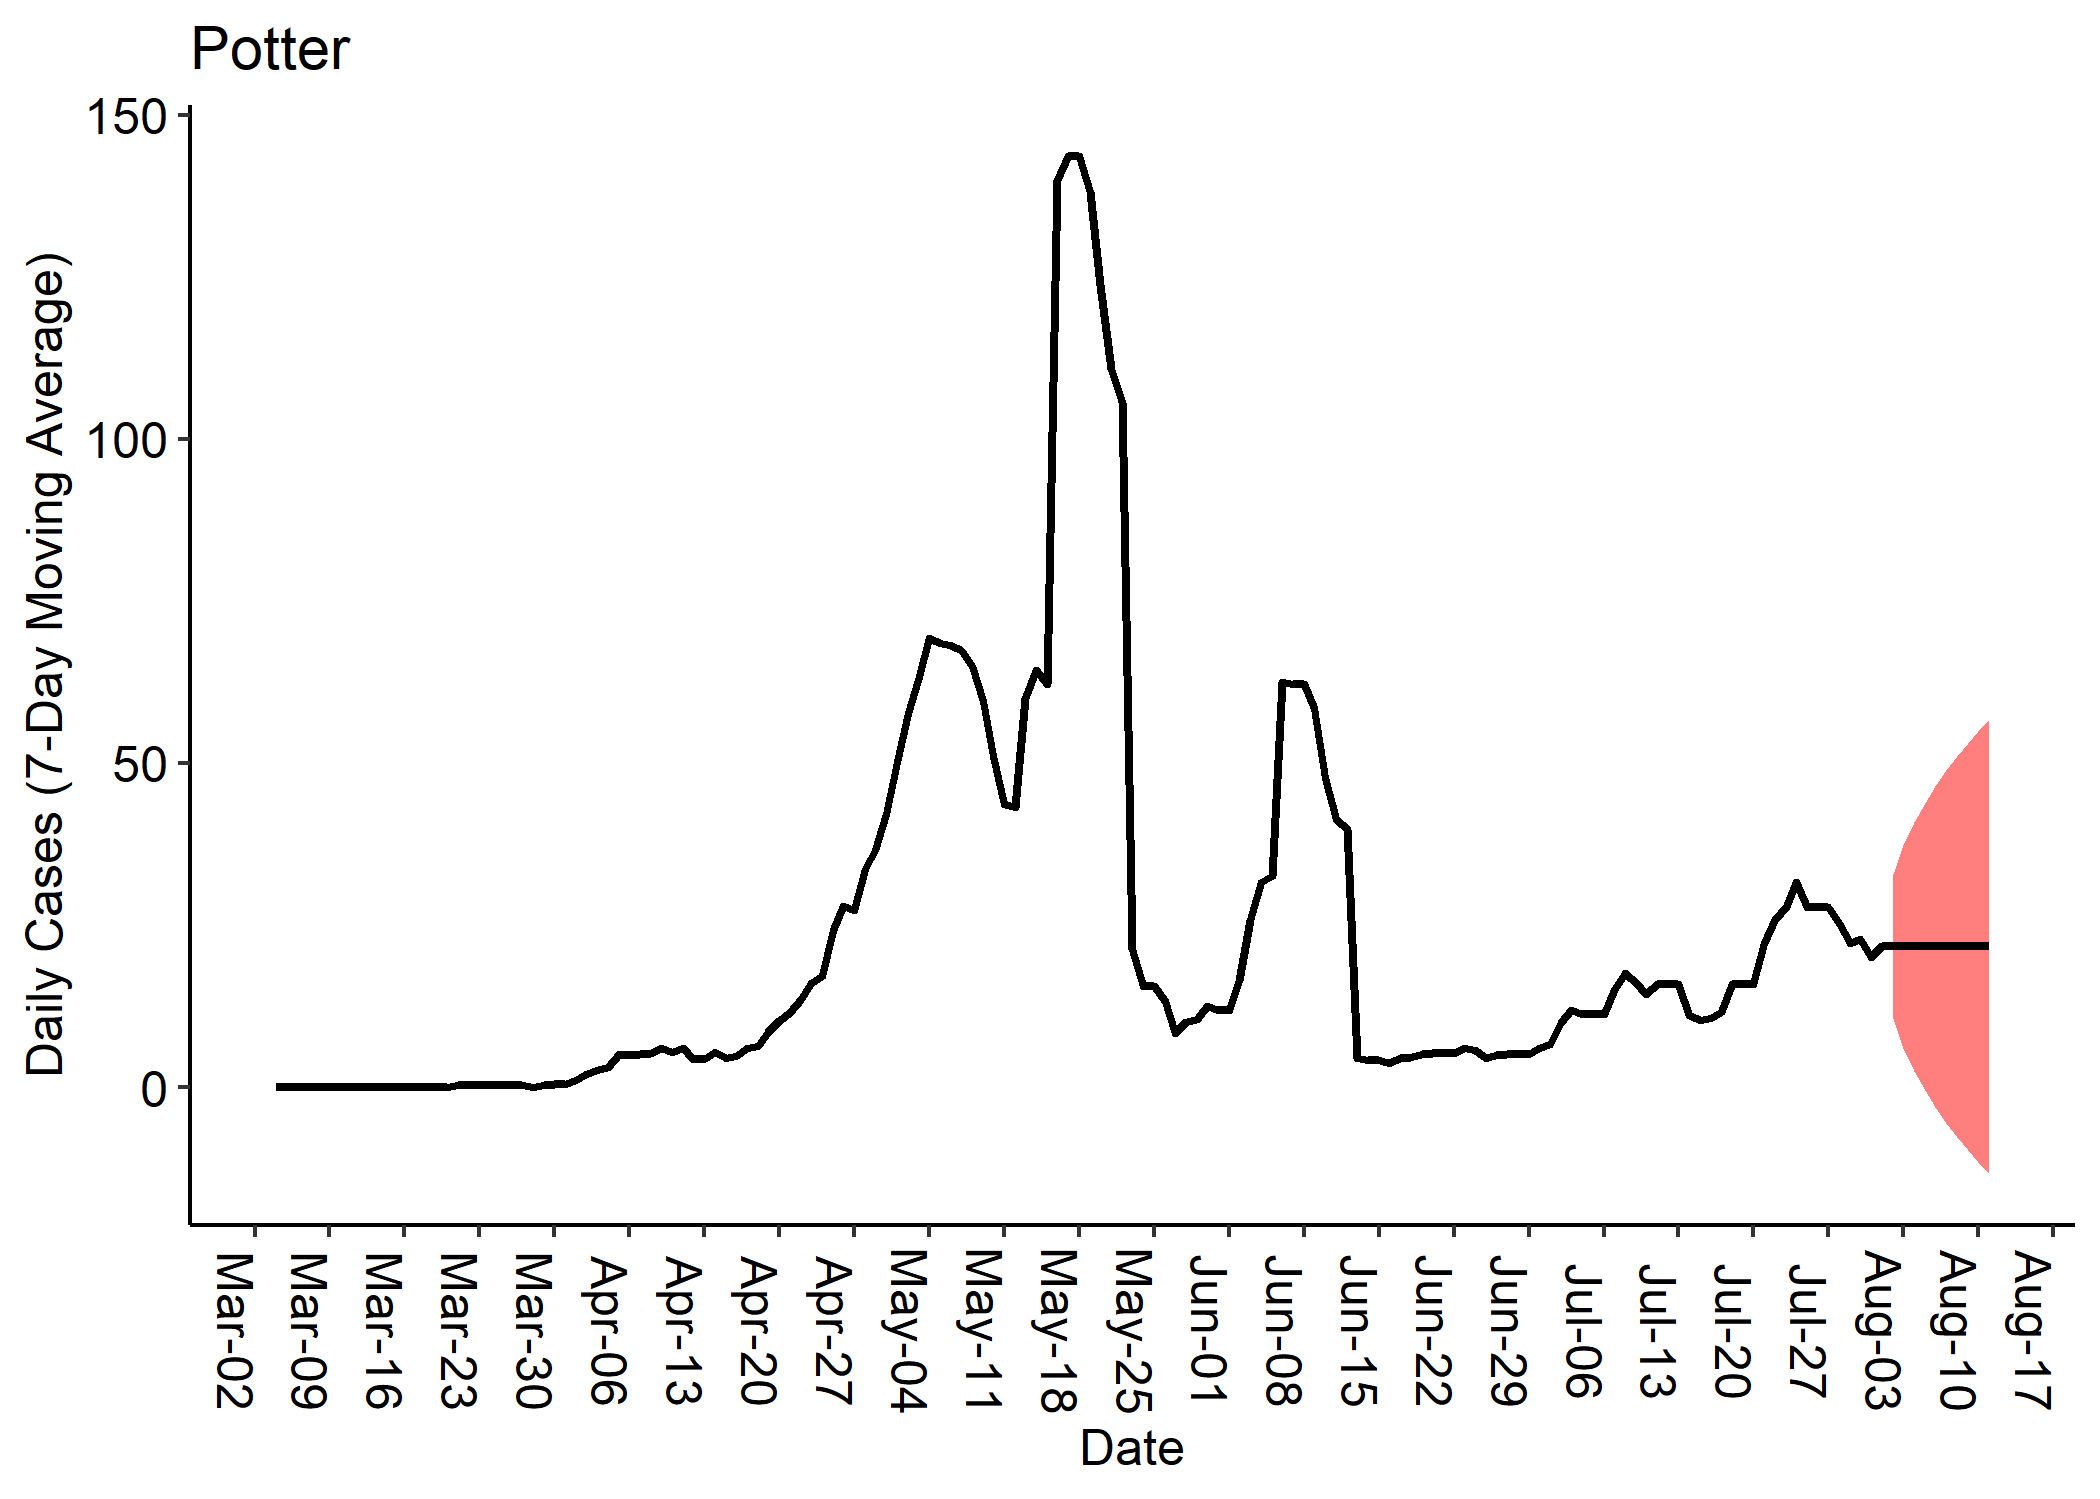 Potter
150
100
50
0
Daily Cases (7-Day Moving Average)
Mar-02
Mar-09
Mar-16
Mar-23
Mar-30
Apr-06
Apr-13
Apr-20
Apr-27
May-04
May-11
May-18
May-25
Jun-01
Jun-08
Jun-15
Jun-22
Jun-29
Jul-06
Jul-13
Jul-20
Jul-27
Aug-03
Aug-10
Aug-17
Date